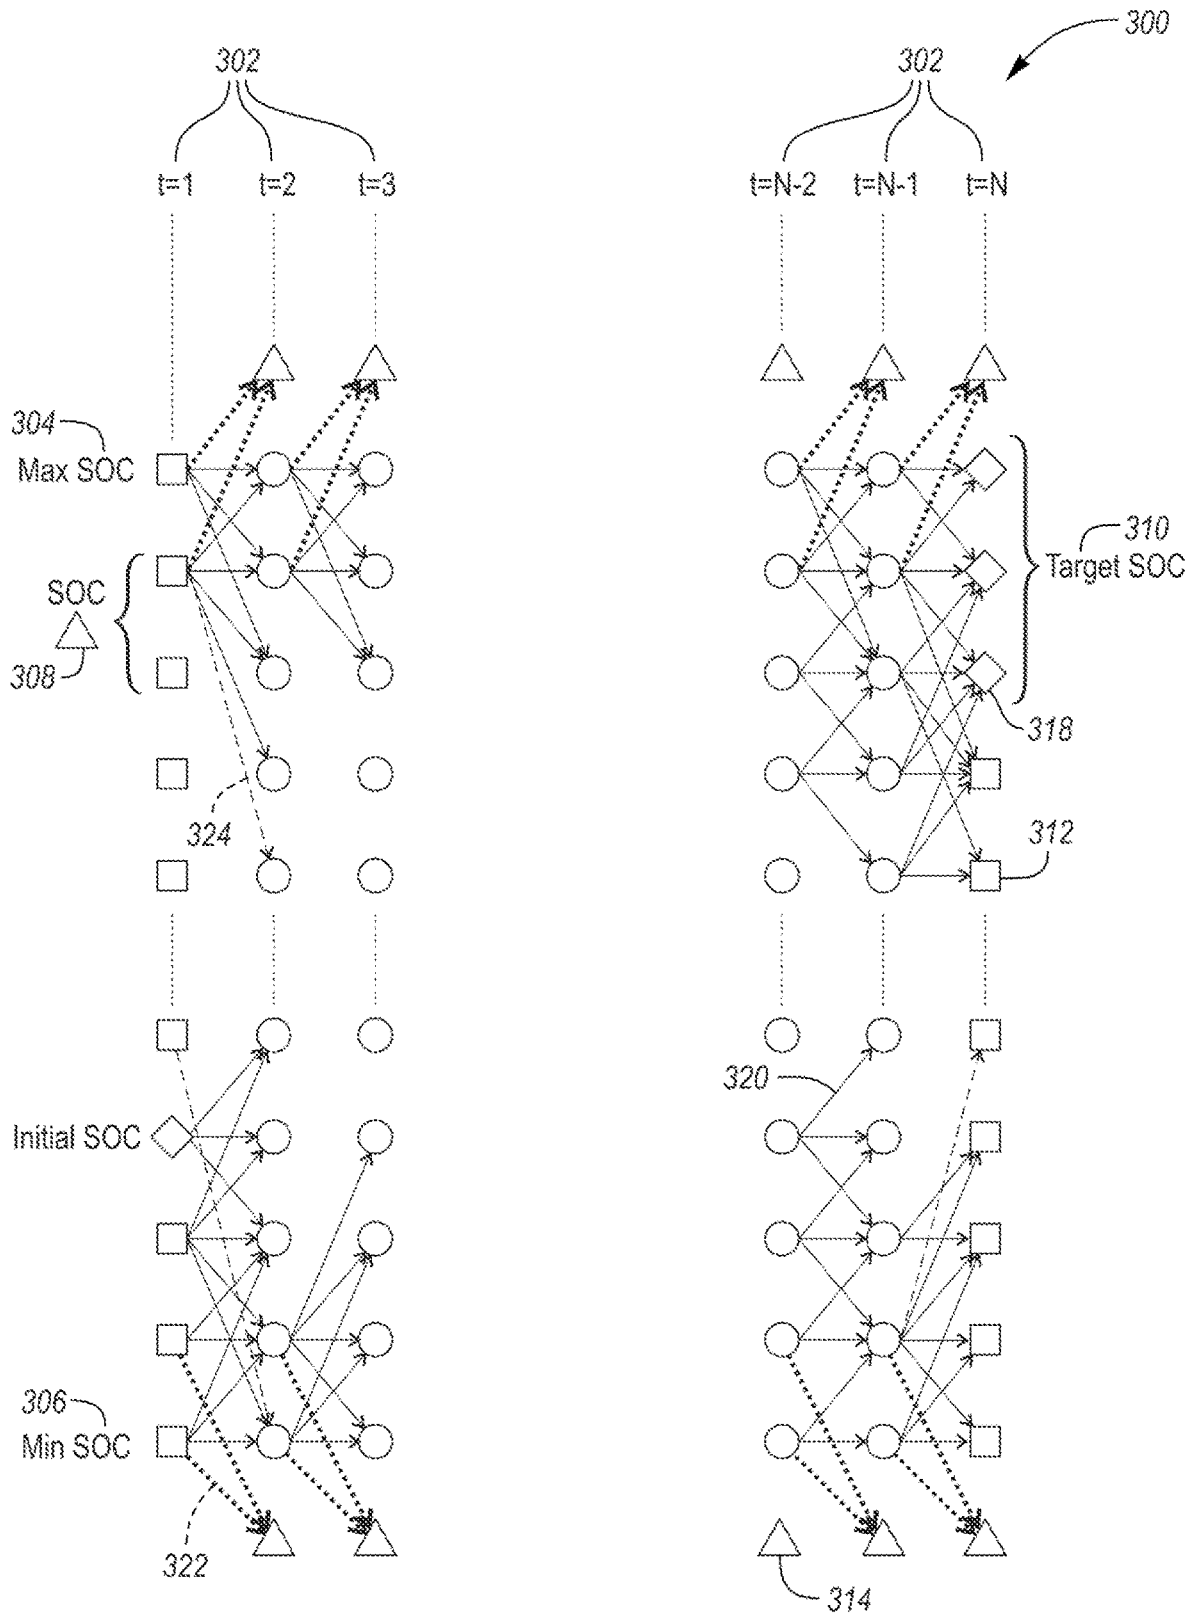 300
302
302
t=1
t=2
t=3
t=N-2
t=N-1
t=N
304
Max SOC
310
Target SOC
SOC
308
318
324
312
320
Initial SOC
306
Min SOC
322
314